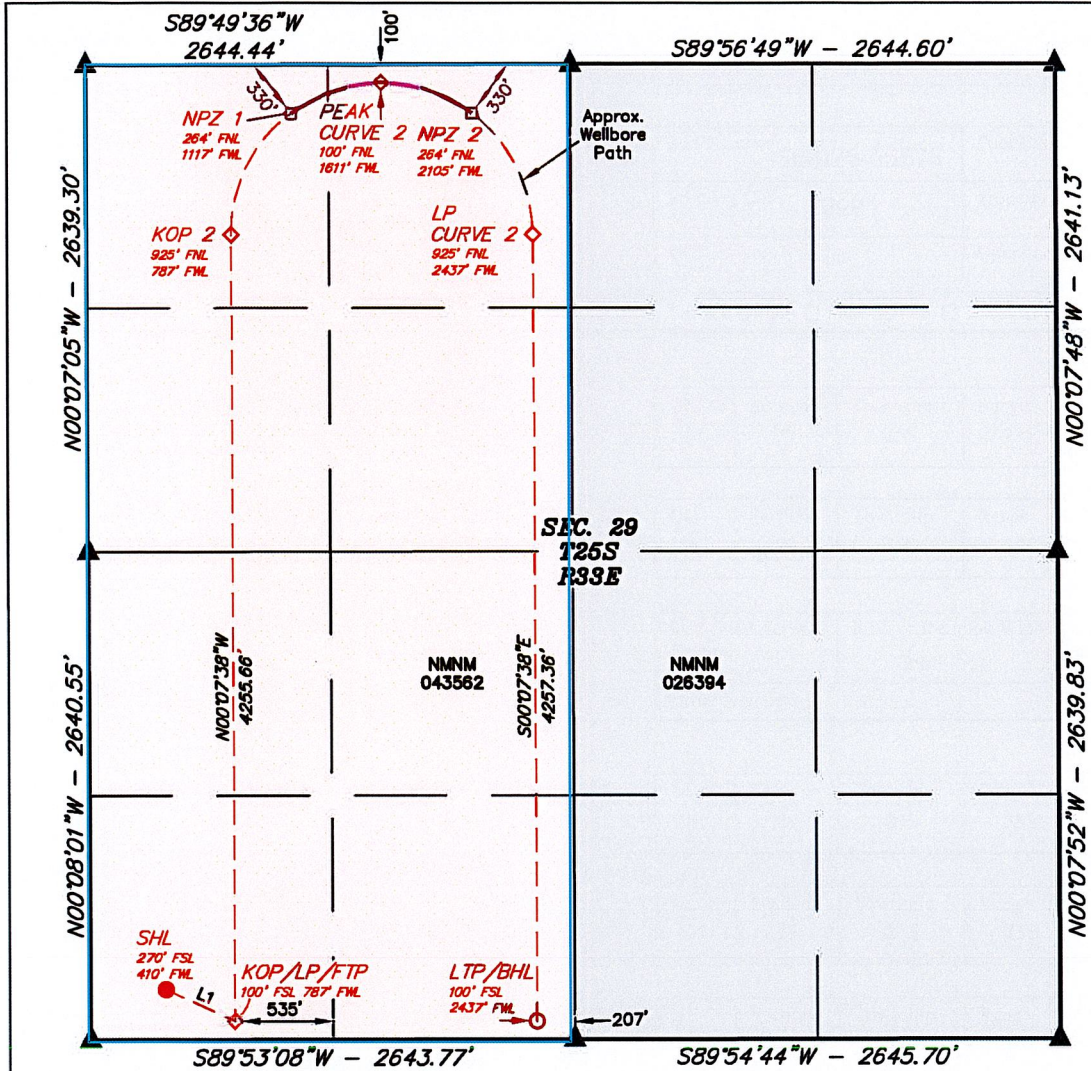 S89°49'36"W
2644.44'
100'
S89°56'49"W - 2644.60'
330'
330'
NPZ 1
264' FNL
1117' FWL
PEAK
CURVE 2
100' FNL
1611' FWL
NPZ 2
264' FNL
2105' FWL
Approx.
Wellbore
Path
KOP 2
925' FNL
787' FWL
LP
CURVE 2
925' FNL
2437' FWL
N00°07'05"W - 2639.30'
N00°07'48"W - 2641.13'
SEC. 29
T25S
R33E
N00°07'38"W
4255.66'
NMNM
043562
S00°07'38"E
4257.36'
NMNM
026394
N00°08'01"W - 2640.55'
N00°07'52"W - 2639.83'
SHL
270' FSL
410' FWL
L1
KOP/LP/FTP
100' FSL 787' FWL
535'
LTP/BHL
100' FSL
2437' FWL
207'
S89°53'08"W - 2643.77'
S89°54'44"W - 2645.70'